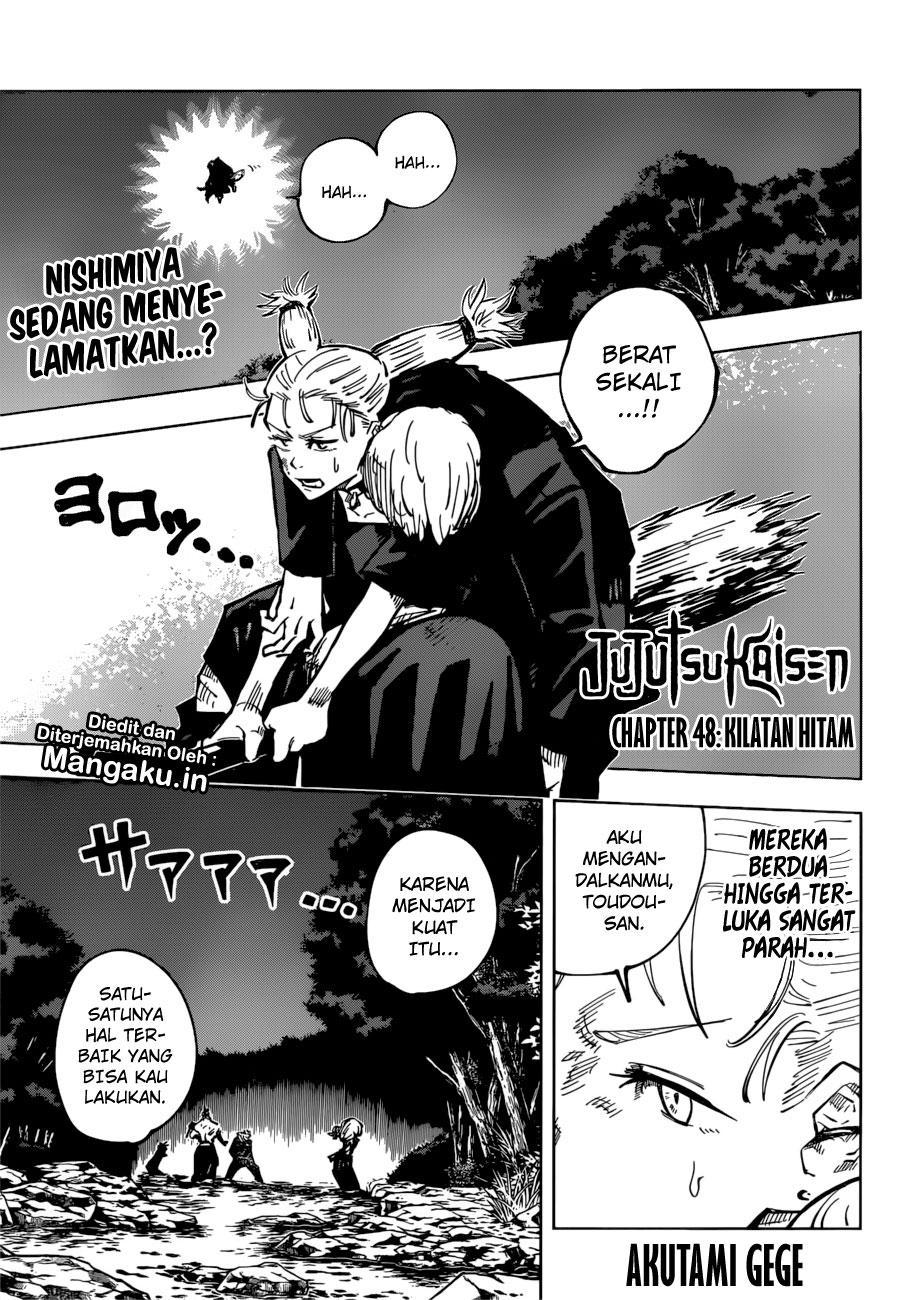 HAH...
HAH...
NISHIMIYA
SEDANG MENYE-
LAMATKAN...?
BERAT
SEKALI
...!!
ヨロッ...
JUJUTSU KAISEN
CHAPTER 48: KILATAN HITAM
Diedit dan
Diterjemahkan Oleh :
Mangaku.in
MEREKA
BERDUA
HINGGA TER-
LUKA SANGAT
PARAH...
AKU
MENGAN-
DALKANMU,
TOUDOU-
SAN.
サァァァ...
KARENA
MENJADI
KUAT
ITU...
SATU-
SATUNYA
HAL TER-
BAIK YANG
BISA KAU
LAKUKAN.
AKUTAMI GEGE